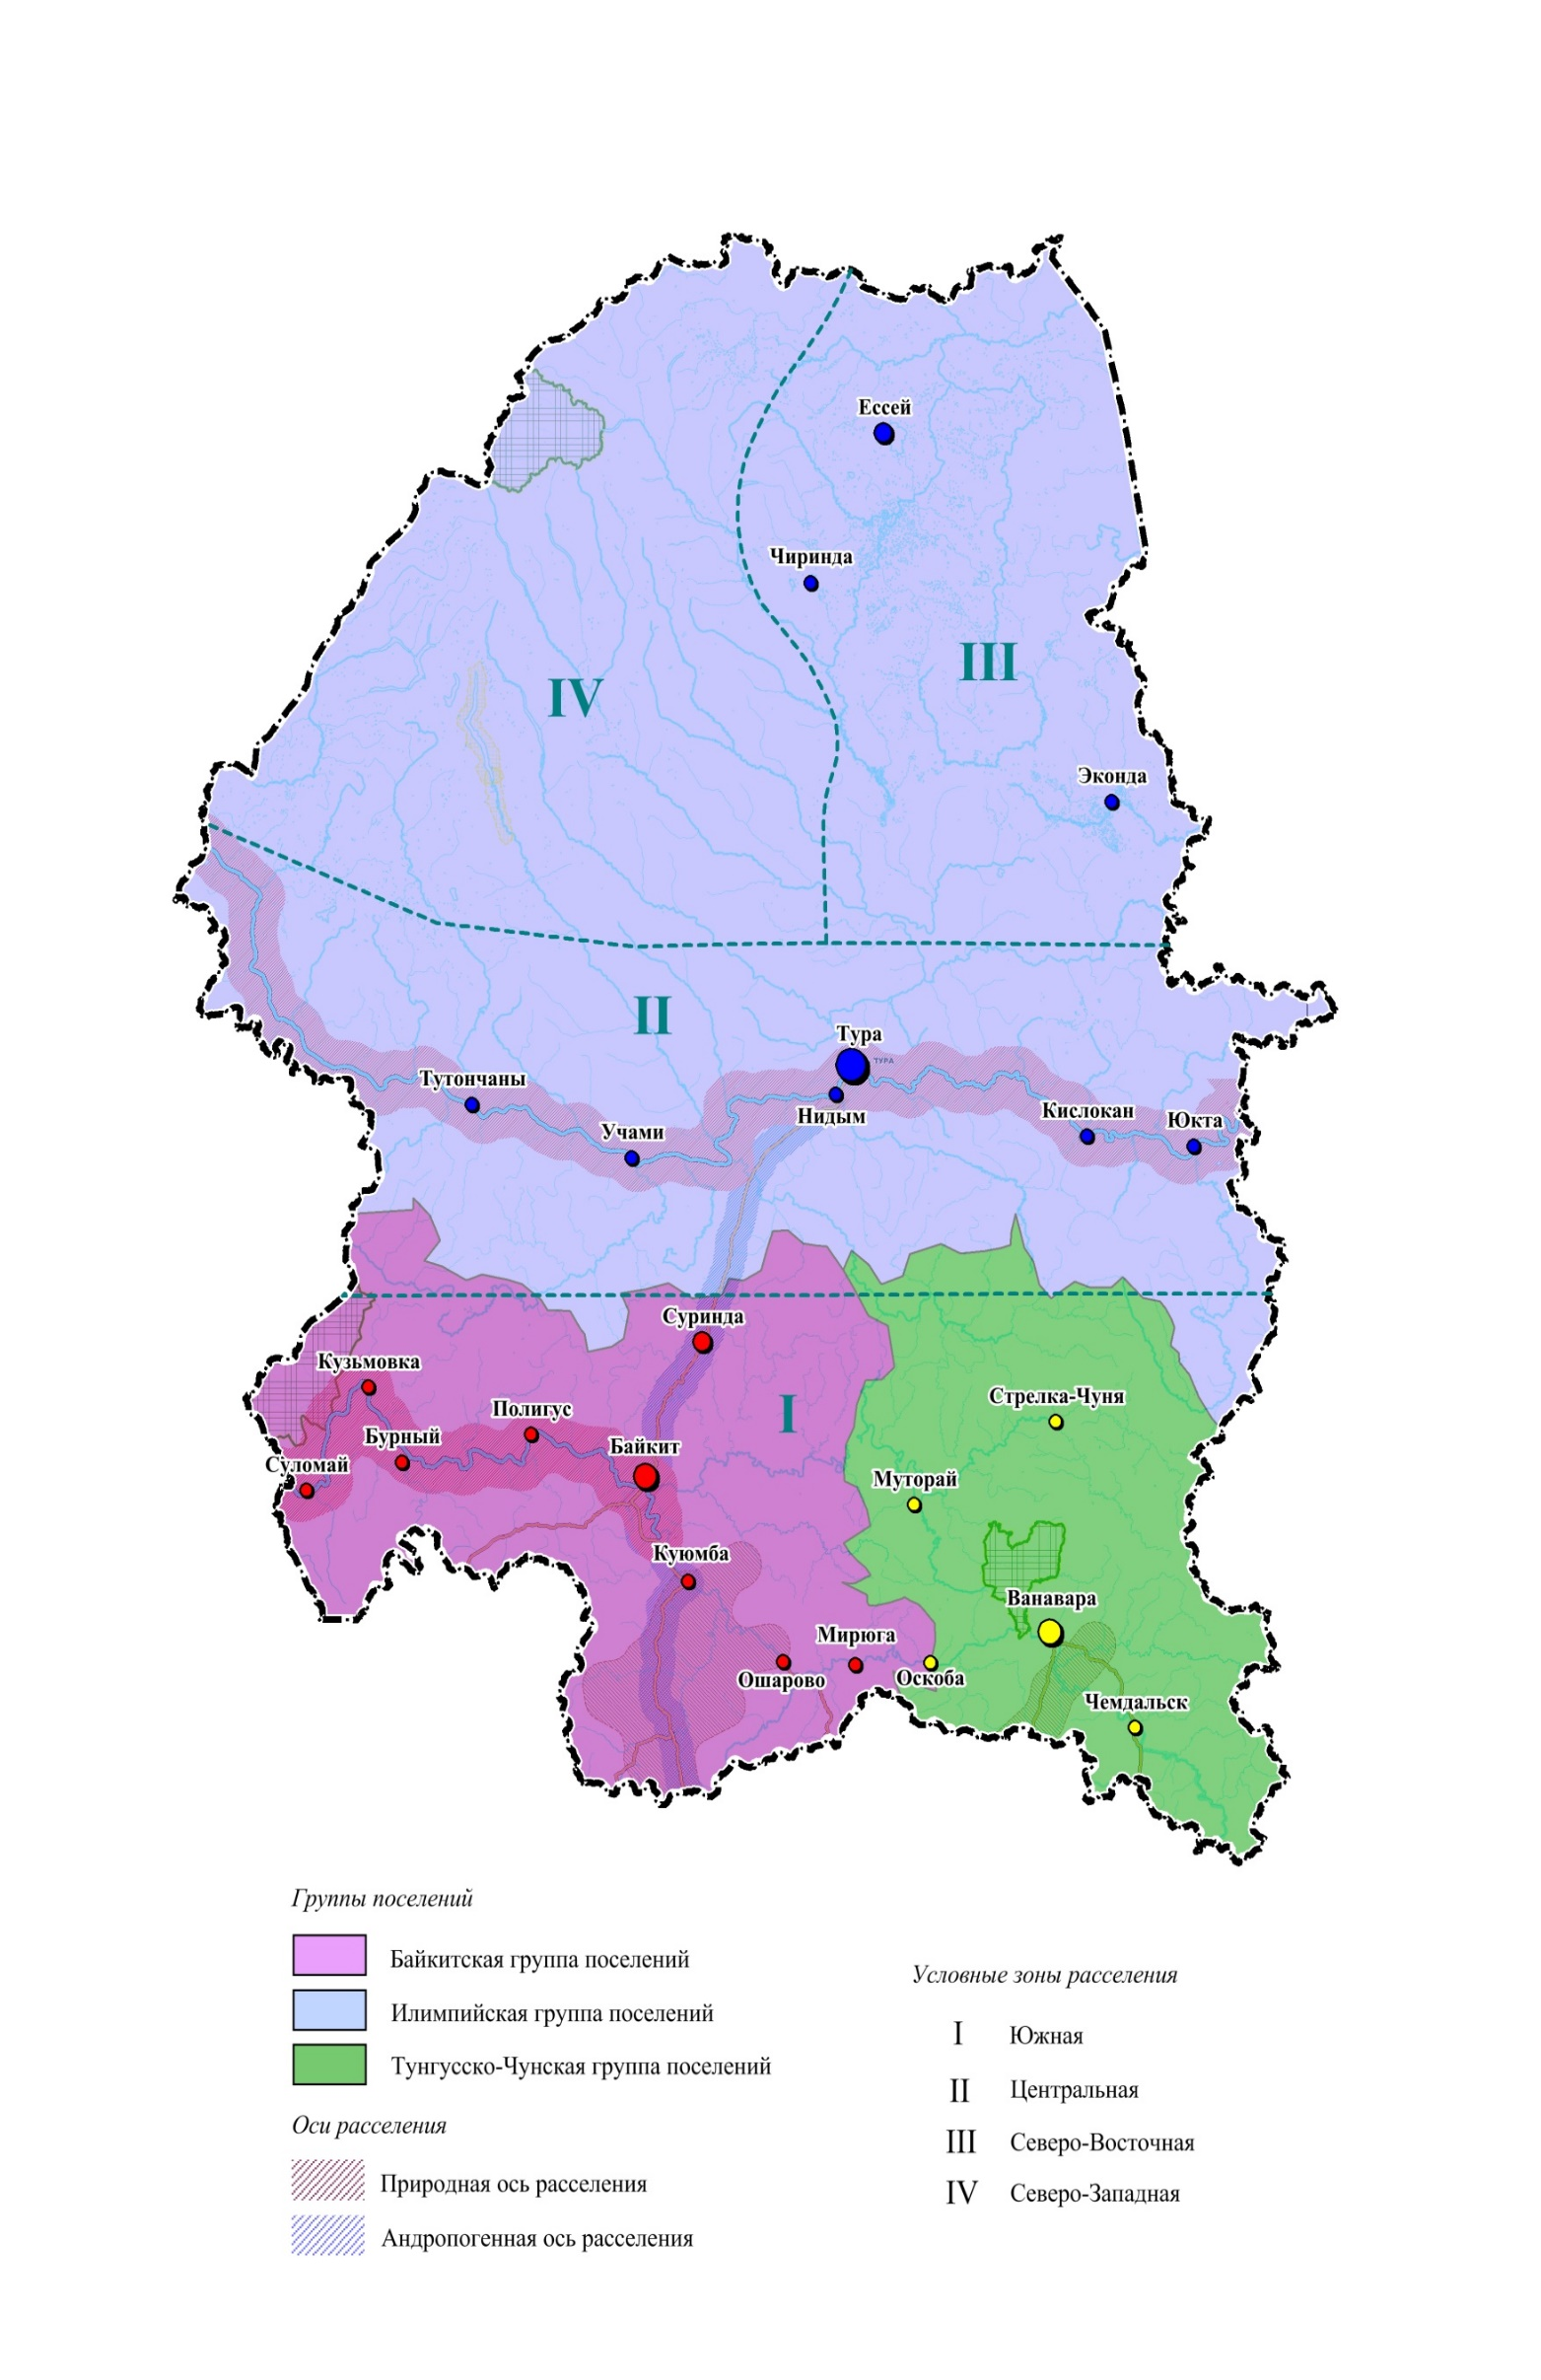 Ессей
Чиринда
III
IV
Эконда
II
Тура
ТУРА
Тутончаны
Нидым
Кислокан
Юкта
Учами
Суринда
Кузьмовка
Стрелка-Чуня
I
Полигус
Бурный
Байкит
Суломай
Муторай
Куюмба
Ванавара
Мирюга
Ошарово
Оскоба
Чемдальск
Группы поселений
Байкитская группа поселений
Илимпийская группа поселений
Тунгусско-Чунская группа поселений
Оси расселения
Природная ось расселения
Андропогенная ось расселения
Условные зоны расселения
I Южная
II Центральная
III Северо-Восточная
IV Северо-Западная